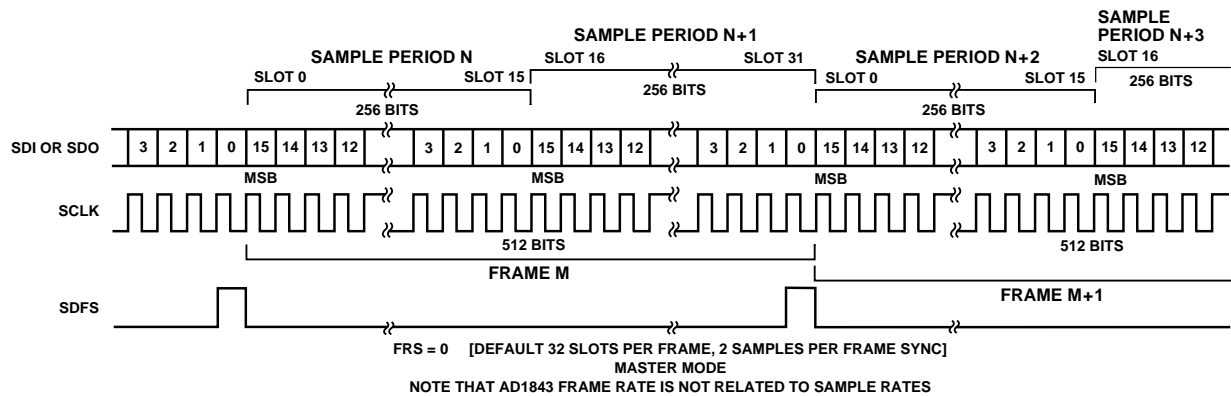 SAMPLE PERIOD N
SAMPLE PERIOD N+1
SAMPLE PERIOD N+2
SAMPLE
PERIOD N+3
SLOT 0
SLOT 15
SLOT 16
SLOT 31
SLOT 0
SLOT 15
SLOT 16
256 BITS
256 BITS
256 BITS
256 BITS
SDI OR SDO
3 2 1 0 15 14 13 12 3 2 1 0 15 14 13 12 3 2 1 0 15 14 13 12 3 2 1 0 15 14 13 12
MSB MSB MSB MSB
SCLK
512 BITS
512 BITS
FRAME M
FRAME M+1
SDFS
FRS = 0 [DEFAULT 32 SLOTS PER FRAME, 2 SAMPLES PER FRAME SYNC]
MASTER MODE
NOTE THAT AD1843 FRAME RATE IS NOT RELATED TO SAMPLE RATES